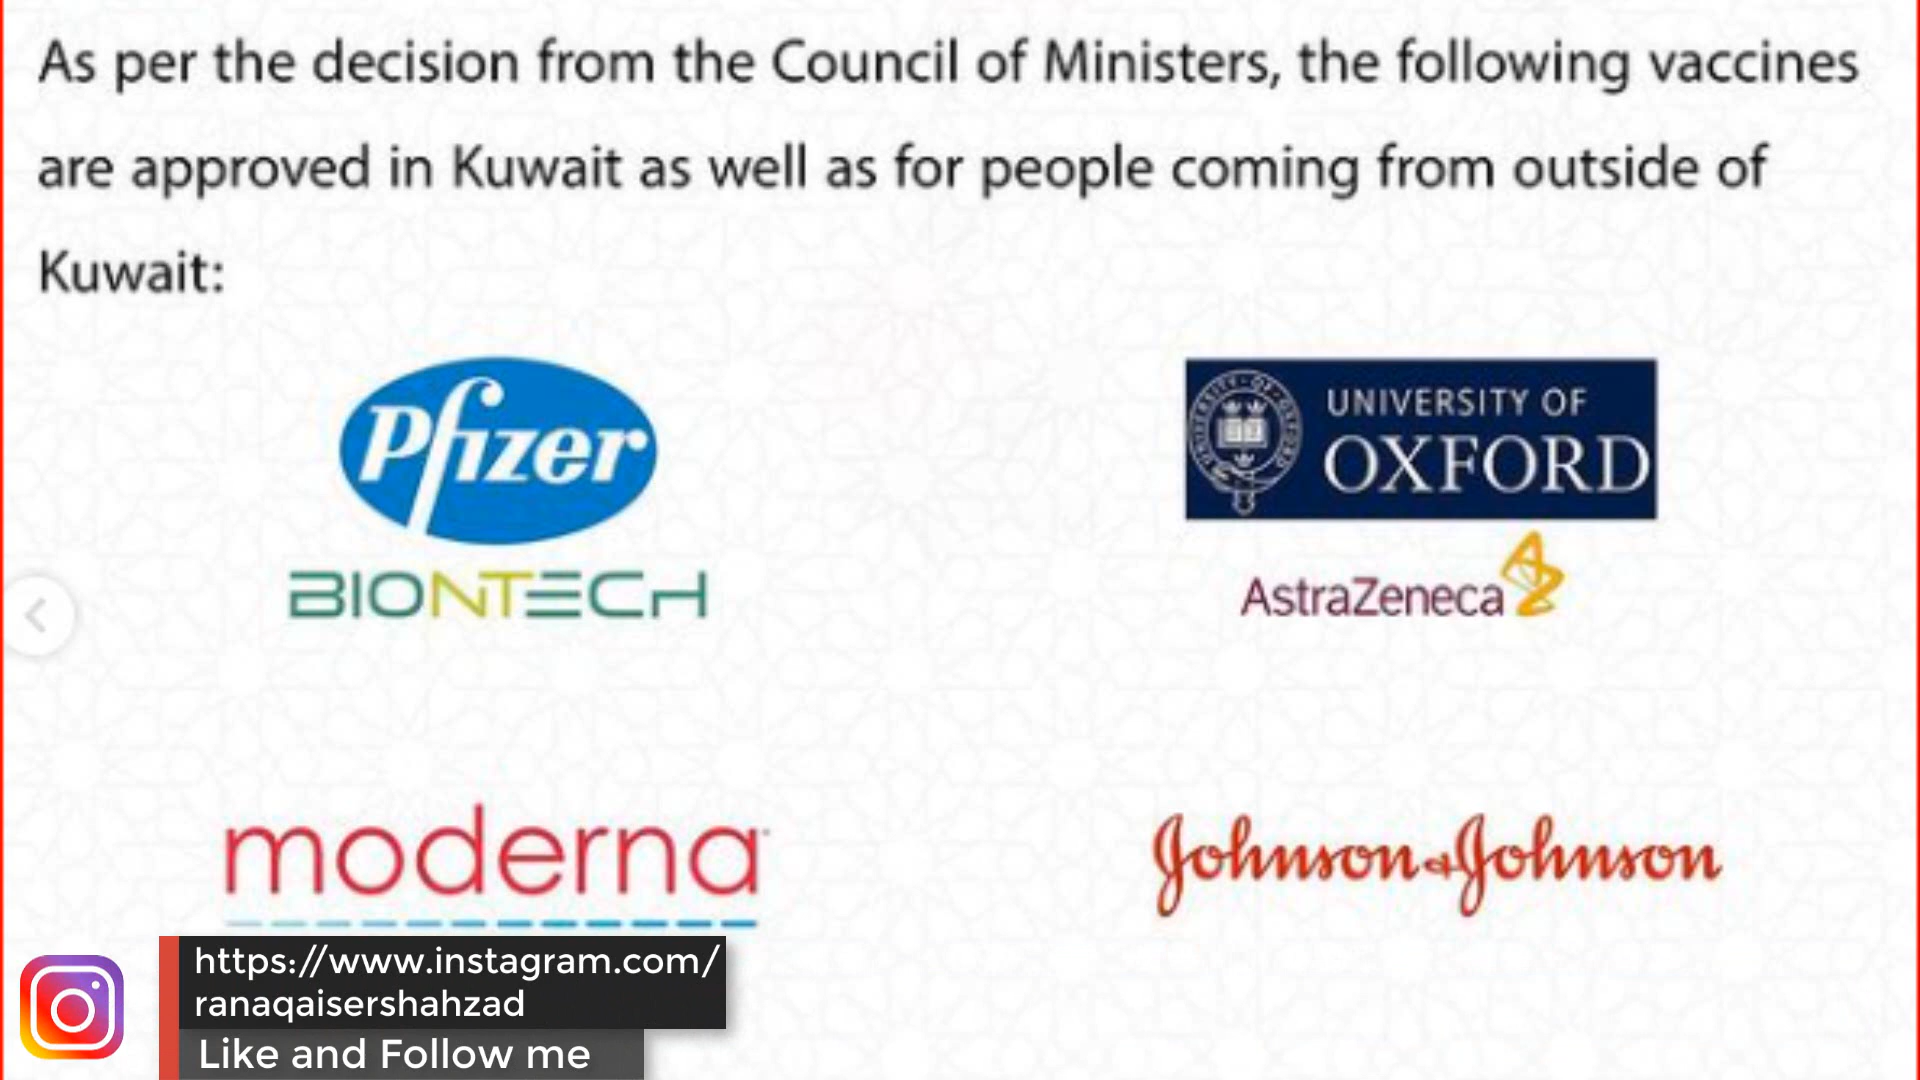 As per the decision from the Council of Ministers, the following vaccines
are approved in Kuwait as well as for people coming from outside of
Kuwait:
Pfizer
BIONTECH
UNIVERSITY OF
OXFORD
AstraZeneca
moderna
Johnson&Johnson
https://www.instagram.com/
ranaqaisershahzad
Like and Follow me